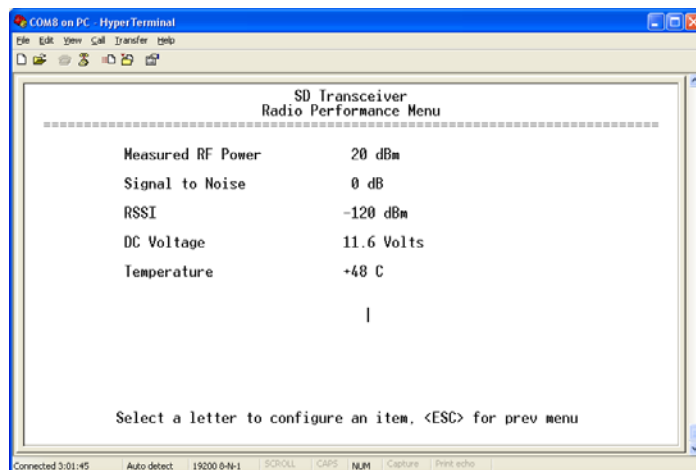 COM8 on PC - HyperTerminal
File Edit View Call Transfer Help
SD Transceiver
Radio Performance Menu
================================================================================
Measured RF Power 20 dBm
Signal to Noise 0 dB
RSSI -120 dBm
DC Voltage 11.6 Volts
Temperature +48 C
Select a letter to configure an item, <ESC> for prev menu
Connected 3:01:45 Auto detect 19200 8-N-1 SCROLL CAPS NUM Capture Print echo